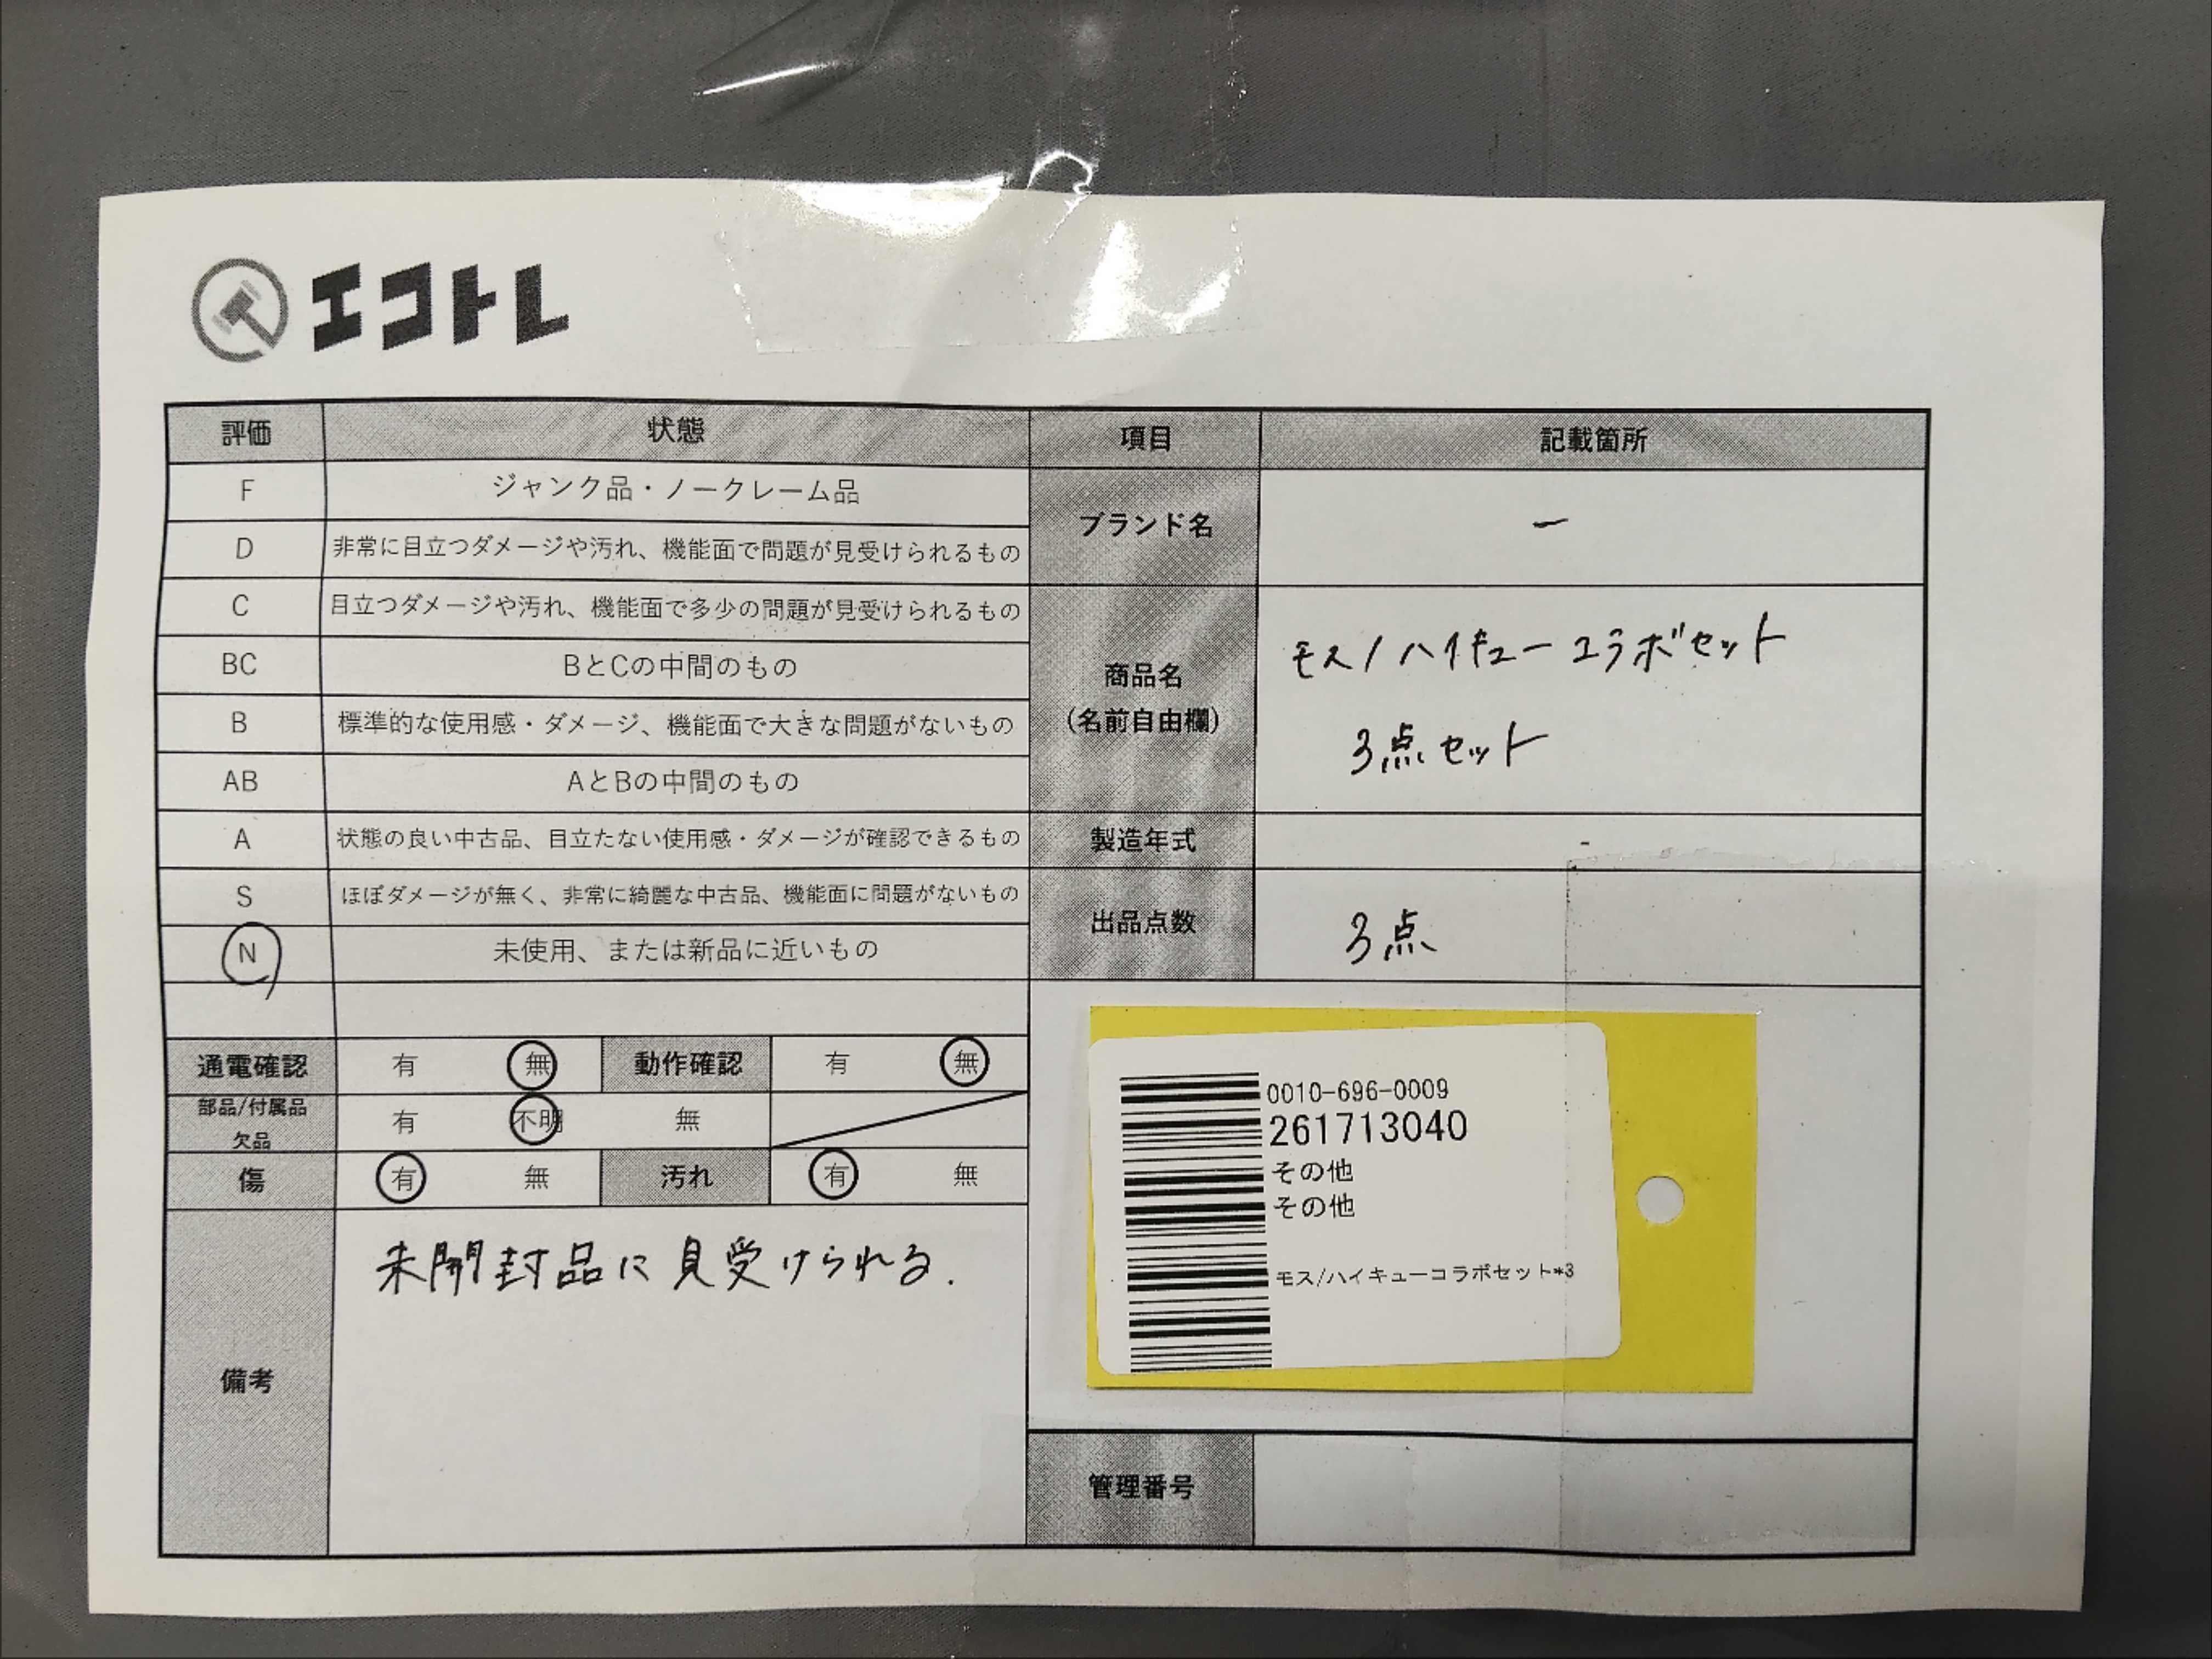 エコトレ
評価 状態 項目 記載箇所
F ジャンク品・ノークレーム品
D 非常に目立つダメージや汚れ、機能面で問題が見受けられるもの
C 目立つダメージや汚れ、機能面で多少の問題が見受けられるもの
BC BとCの中間のもの
B 標準的な使用感・ダメージ、機能面で大きな問題がないもの
AB AとBの中間のもの
A 状態の良い中古品、目立たない使用感・ダメージが確認できるもの
S ほぼダメージが無く、非常に綺麗な中古品、機能面に問題がないもの
N 未使用、または新品に近いもの
ブランド名 ー
商品名
(名前自由欄)
モス/ハイキューコラボセット
3点セット
製造年式 -
出品点数 3点
通電確認 有 無 動作確認 有 無
部品/付属品
欠品
有 不明 無
傷 有 無 汚れ 有 無
備考
未開封品に見受けられる.
0010-696-0009
261713040
その他
その他
モス/ハイキューコラボセット*3
管理番号